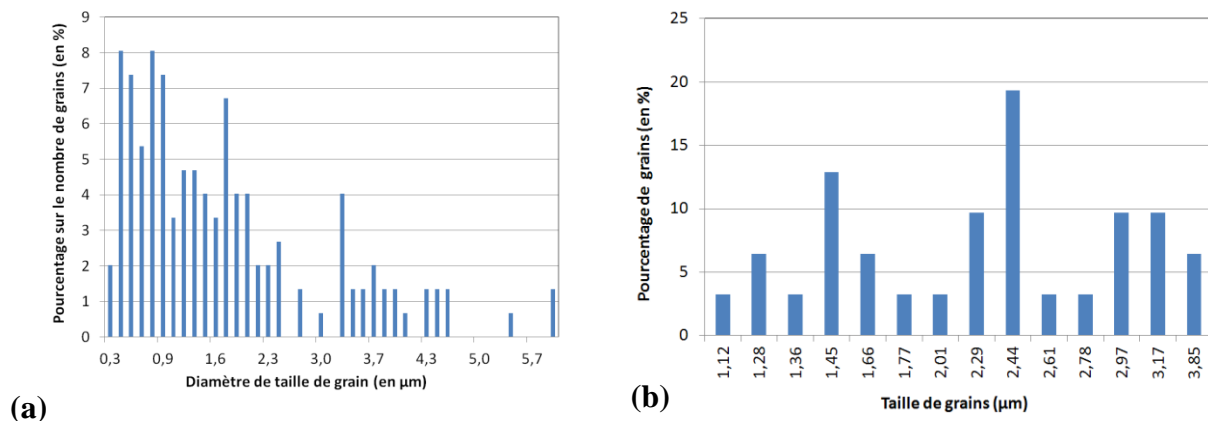 Pourcentage sur le nombre de grains (en %)
9
8
7
6
5
4
3
2
1
0
0,3 0,9 1,6 2,3 3,0 3,7 4,3 5,0 5,7
Diamètre de taille de grain (en µm)
(a)
Pourcentage de grains (en %)
25
20
15
10
5
0
1,12 1,28 1,36 1,45 1,66 1,77 2,01 2,29 2,44 2,61 2,78 2,97 3,17 3,85
Taille de grains (µm)
(b)